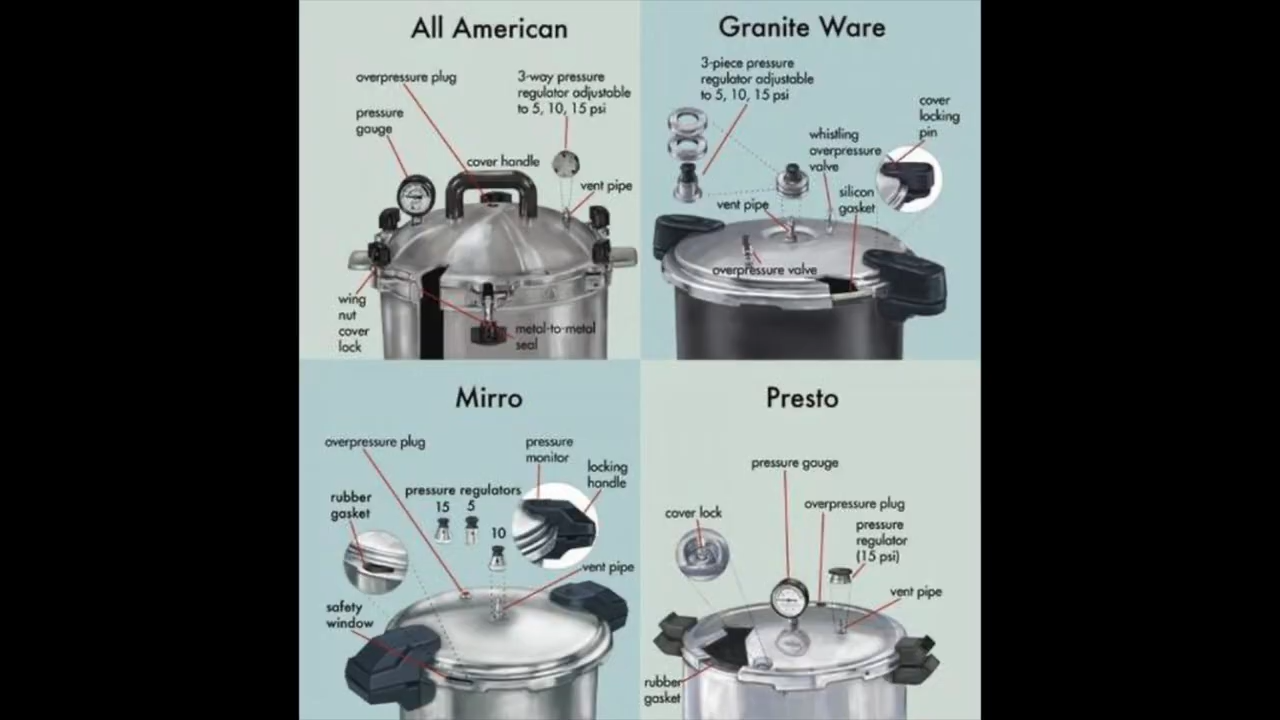 All American
overpressure plug
3-way pressure
regulator adjustable
to 5, 10, 15 psi
pressure
gauge
cover handle
vent pipe
wing
nut
cover
lock
metal-to-metal
seal
Granite Ware
3-piece pressure
regulator adjustable
to 5, 10, 15 psi
cover
locking
pin
whistling
overpressure
valve
silicon
gasket
vent pipe
overpressure valve
Mirro
overpressure plug
pressure
monitor
locking
handle
rubber
gasket
pressure regulators
15 5
10
vent pipe
safety
window
Presto
pressure gauge
overpressure plug
cover lock
pressure
regulator
(15 psi)
vent pipe
rubber
gasket